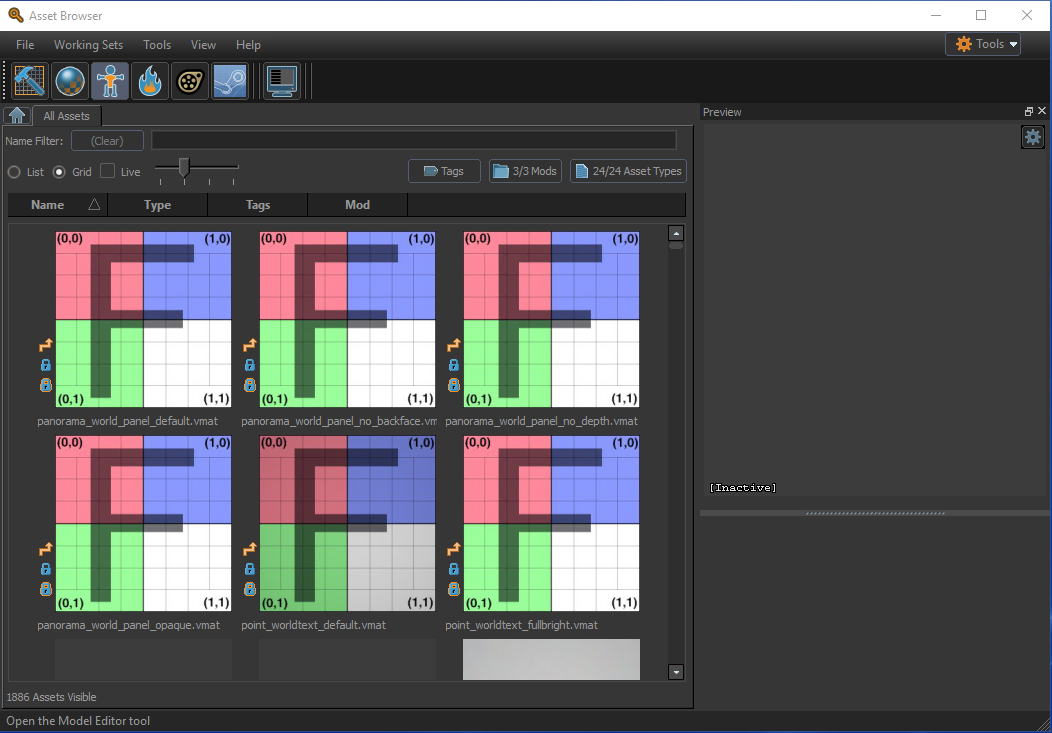 Asset Browser
File Working Sets Tools View Help
Tools
All Assets
Preview
Name Filter: (Clear)
List Grid Live
Tags 3/3 Mods 24/24 Asset Types
Name Type Tags Mod
(0,0) (1,0) (0,0) (1,0) (0,0) (1,0)
(0,1) (1,1) (0,1) (1,1) (0,1) (1,1)
panorama_world_panel_default.vmat panorama_world_panel_no_backface.vm panorama_world_panel_no_depth.vmat
(0,0) (1,0) (0,0) (1,0) (0,0) (1,0)
[Inactive]
(0,1) (1,1) (0,1) (1,1) (0,1) (1,1)
panorama_world_panel_opaque.vmat point_worldtext_default.vmat point_worldtext_fullbright.vmat
1886 Assets Visible
Open the Model Editor tool